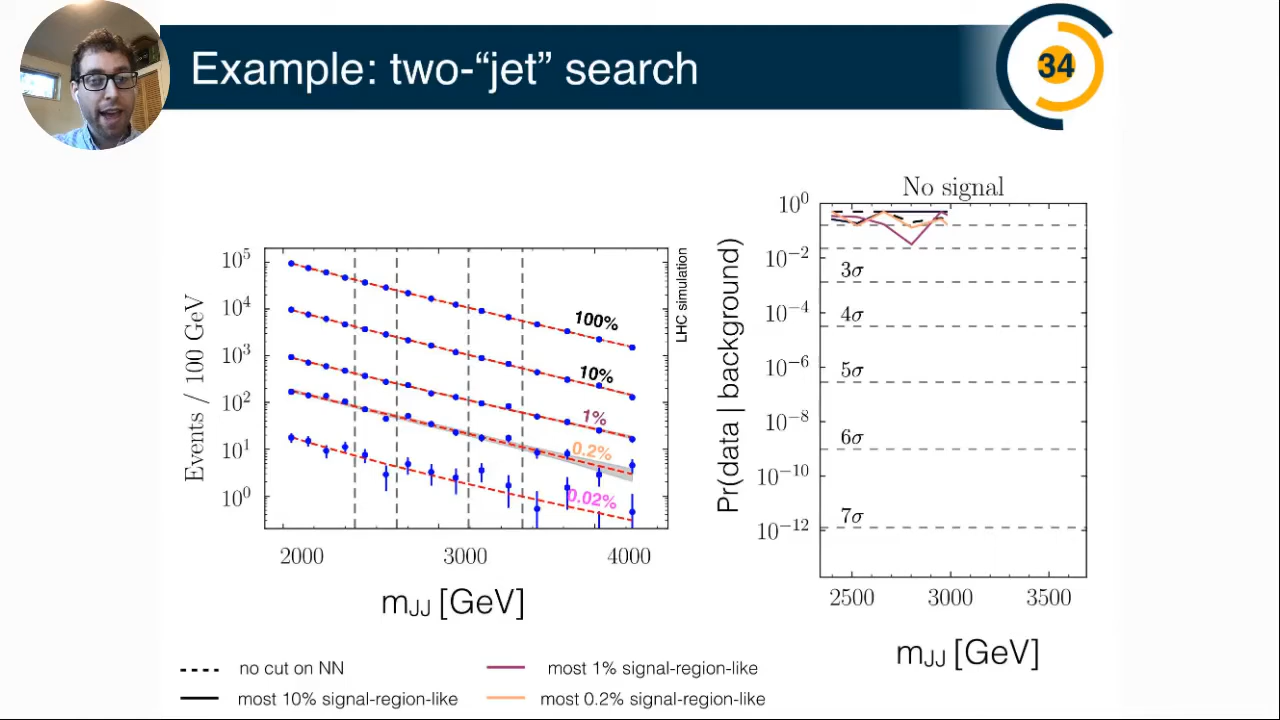 Example: two-“jet” search
34
10^5
10^4
10^3
10^2
10^1
10^0
Events / 100 GeV
100%
10%
1%
0.2%
0.02%
LHC simulation
2000
3000
4000
m_JJ [GeV]
No signal
10^0
10^-2
10^-4
10^-6
10^-8
10^-10
10^-12
Pr(data | background)
3σ
4σ
5σ
6σ
7σ
2500
3000
3500
m_JJ [GeV]
no cut on NN
most 1% signal-region-like
most 10% signal-region-like
most 0.2% signal-region-like